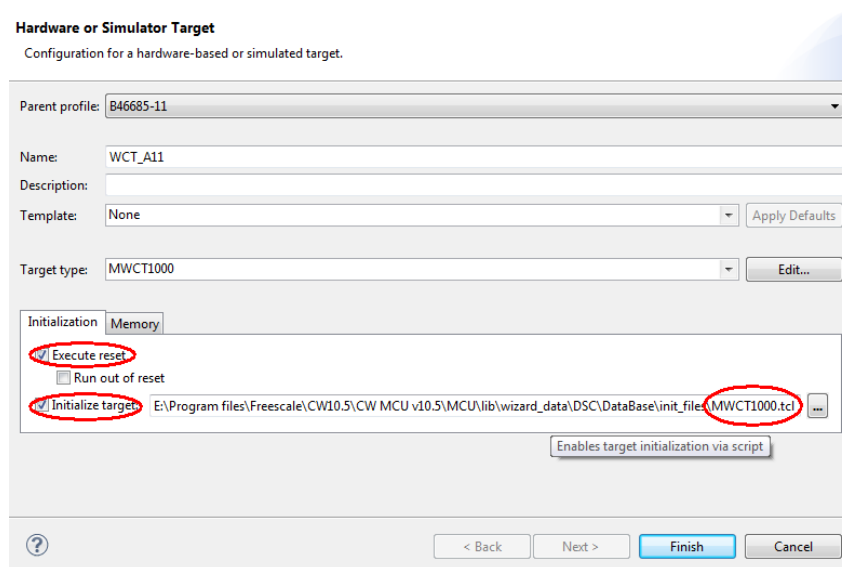 Hardware or Simulator Target
Configuration for a hardware-based or simulated target.
Parent profile: B46685-11
Name: WCT_A11
Description:
Template: None Apply Defaults
Target type: MWCT1000 Edit...
Initialization Memory
Execute reset
Run out of reset
Initialize target: E:\Program files\Freescale\CW10.5\CW MCU v10.5\MCU\lib\wizard_data\DSC\DataBase\init_files\MWCT1000.tcl ...
Enables target initialization via script
? < Back Next > Finish Cancel